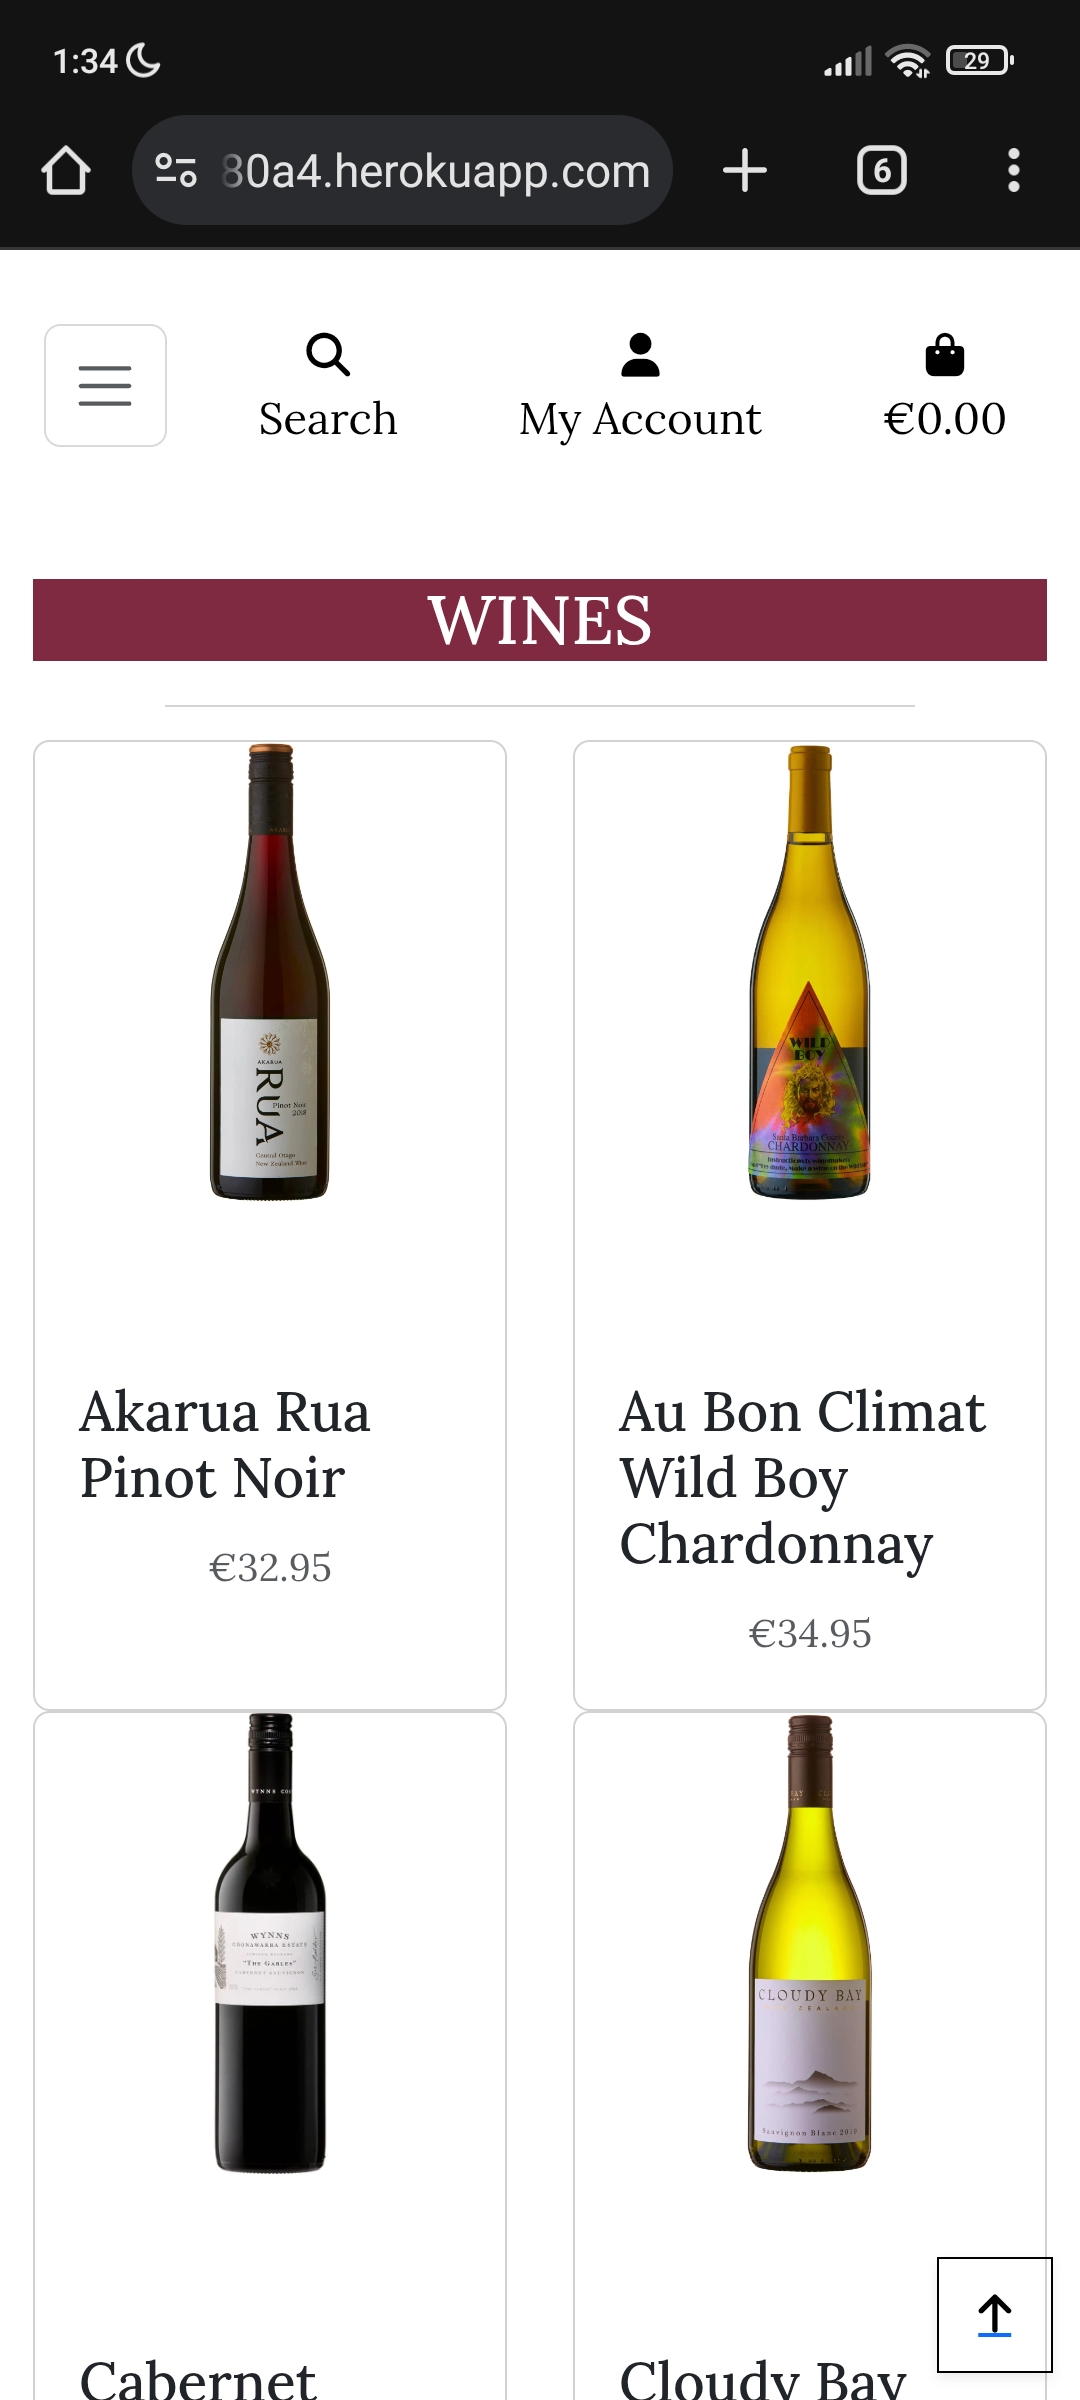 1:34
29
80a4.herokuapp.com
6
Search
My Account
€0.00
WINES
AKARUA
RUA
Pinot Noir
2018
Central Otago
New Zealand Wine
WILD
BOY
Santa Barbara County
CHARDONNAY
Akarua Rua
Pinot Noir
€32.95
Au Bon Climat
Wild Boy
Chardonnay
€34.95
WYNNS
COONAWARRA ESTATE
"The Gables"
CABERNET SAUVIGNON
CLOUDY BAY
Sauvignon Blanc
Cabernet
Cloudy Bay